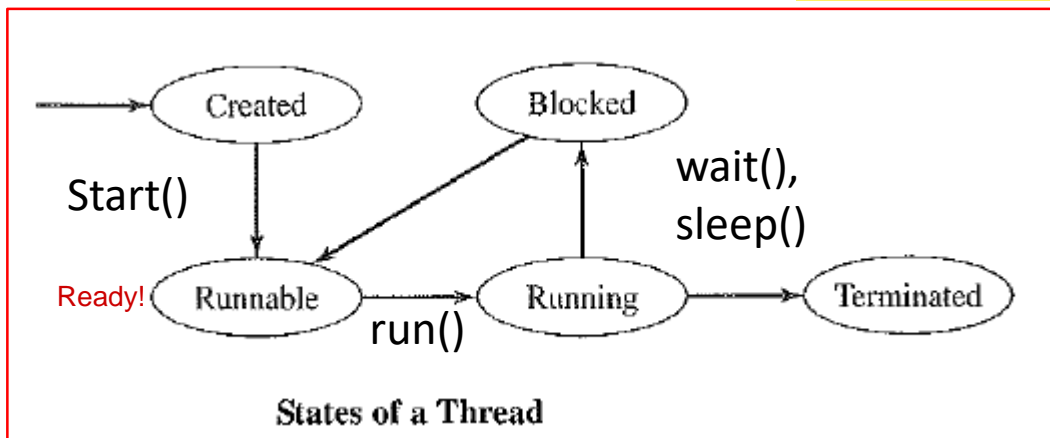 Created
Blocked
Start()
wait(),
sleep()
Ready!
Runnable
run()
Running
Terminated
States of a Thread